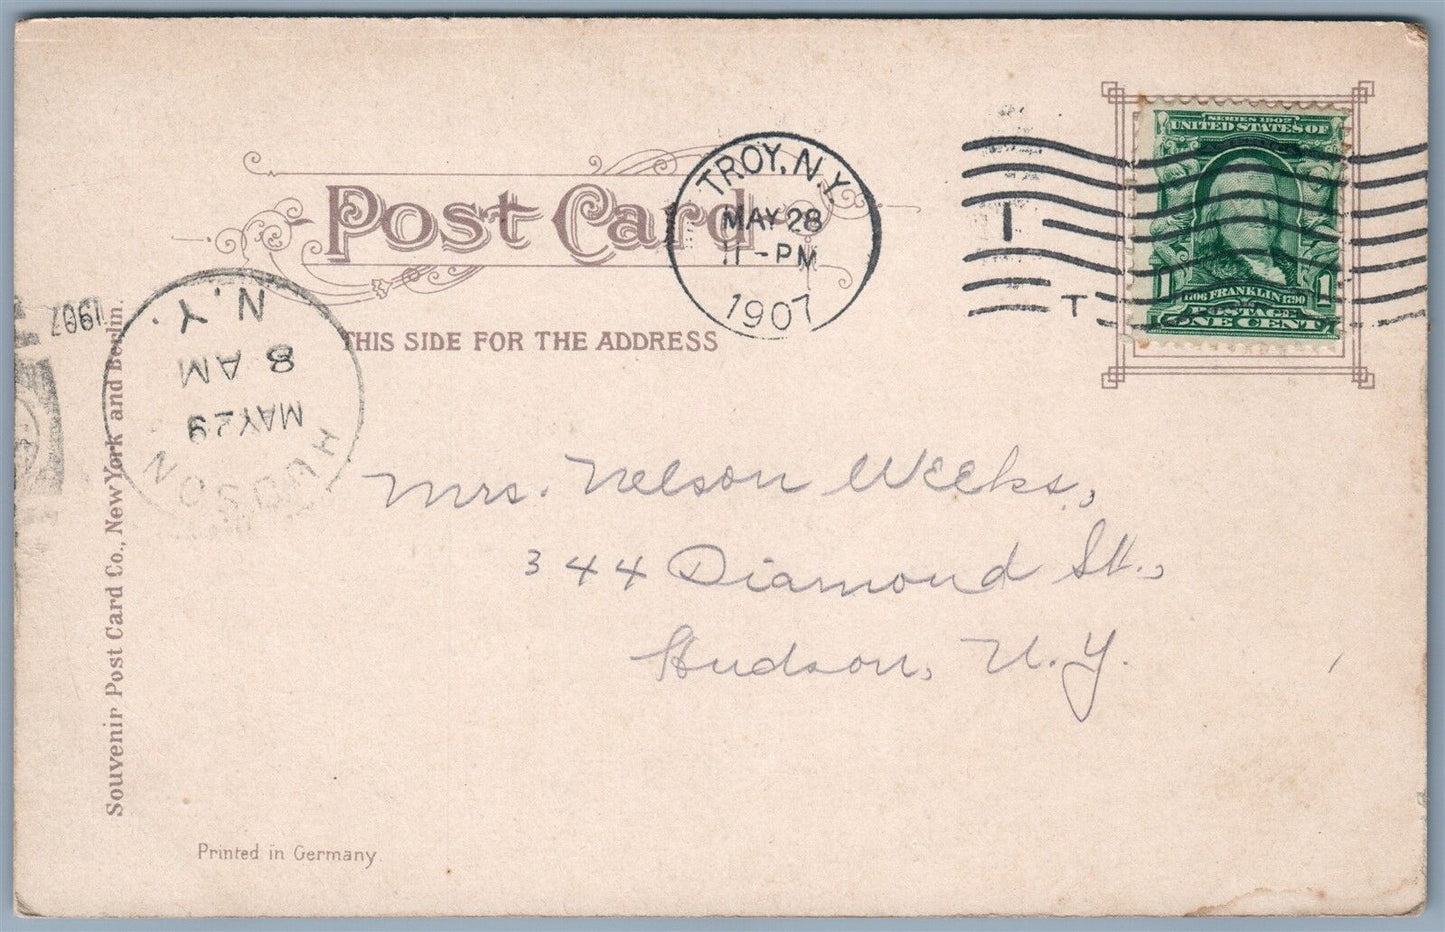 Post Card
THIS SIDE FOR THE ADDRESS
TROY, N.Y.
MAY 28
11-PM
1907
I
T
SERIES 1902
UNITED STATES OF
1706 FRANKLIN 1790
1 1
POSTAGE
ONE CENT
HUDSON
MAY 29
8 AM
N.Y.
1907
Mrs. Nelson Weeks,
344 Diamond St.,
Hudson, N.Y.
Souvenir Post Card Co., New York and Berlin.
Printed in Germany.